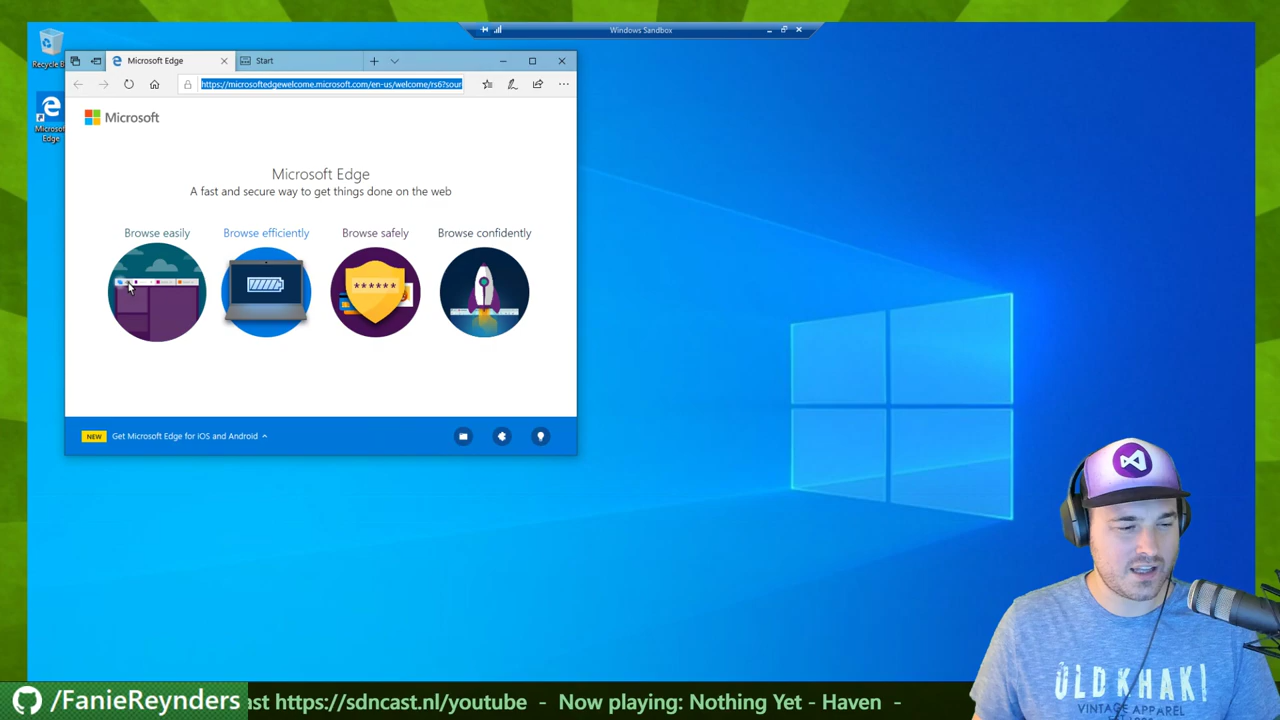 Windows Sandbox
Recycle B
Microsoft Edge
Start
https://microsoftedgewelcome.microsoft.com/en-us/welcome/rs6?sour
Microsof
Edge
Microsoft
Microsoft Edge
A fast and secure way to get things done on the web
Browse easily
Browse efficiently
Browse safely
Browse confidently
******
NEW
Get Microsoft Edge for iOS and Android
ÜLD KHAKI
VINTAGE APPAREL
/FanieReynders
ast https://sdncast.nl/youtube - Now playing: Nothing Yet - Haven -